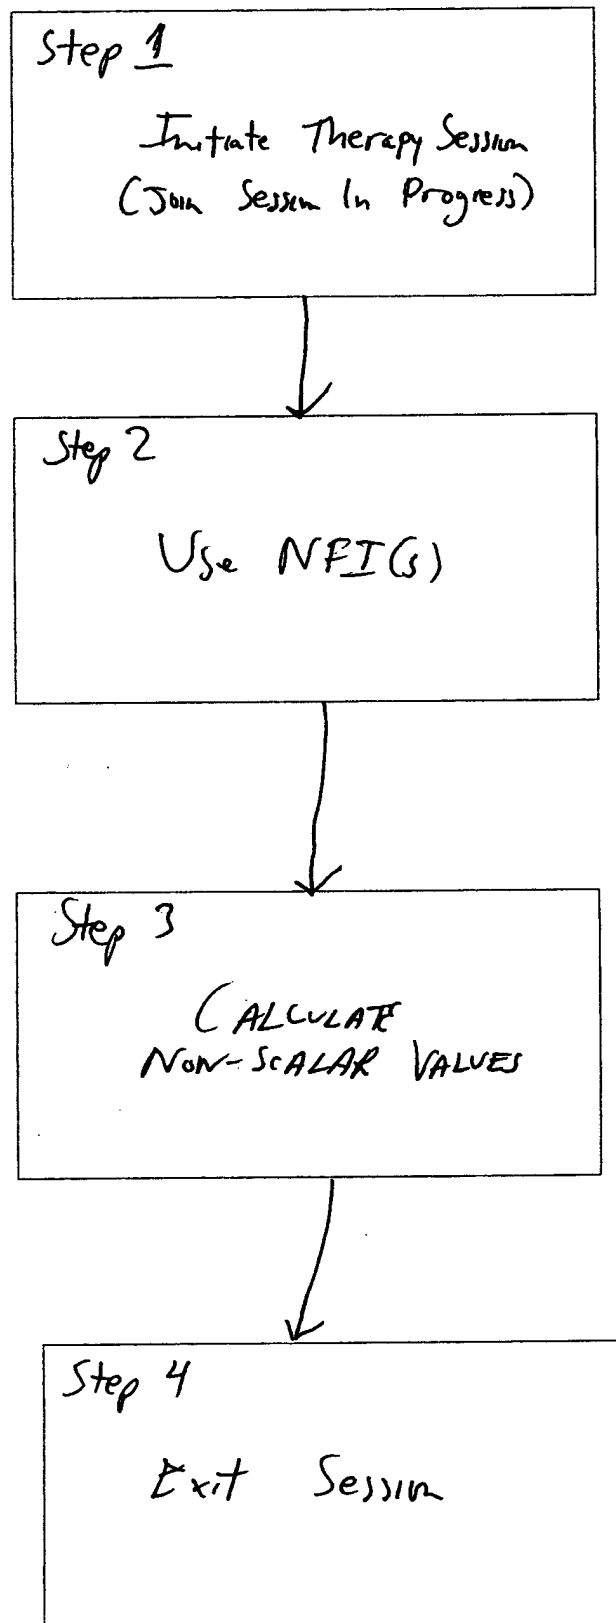 Step 1
Initiate Therapy Session
(Join Session In Progress)
Step 2
Use NFI(s)
Step 3
CALCULATE
NON-SCALAR VALUES
Step 4
Exit Session